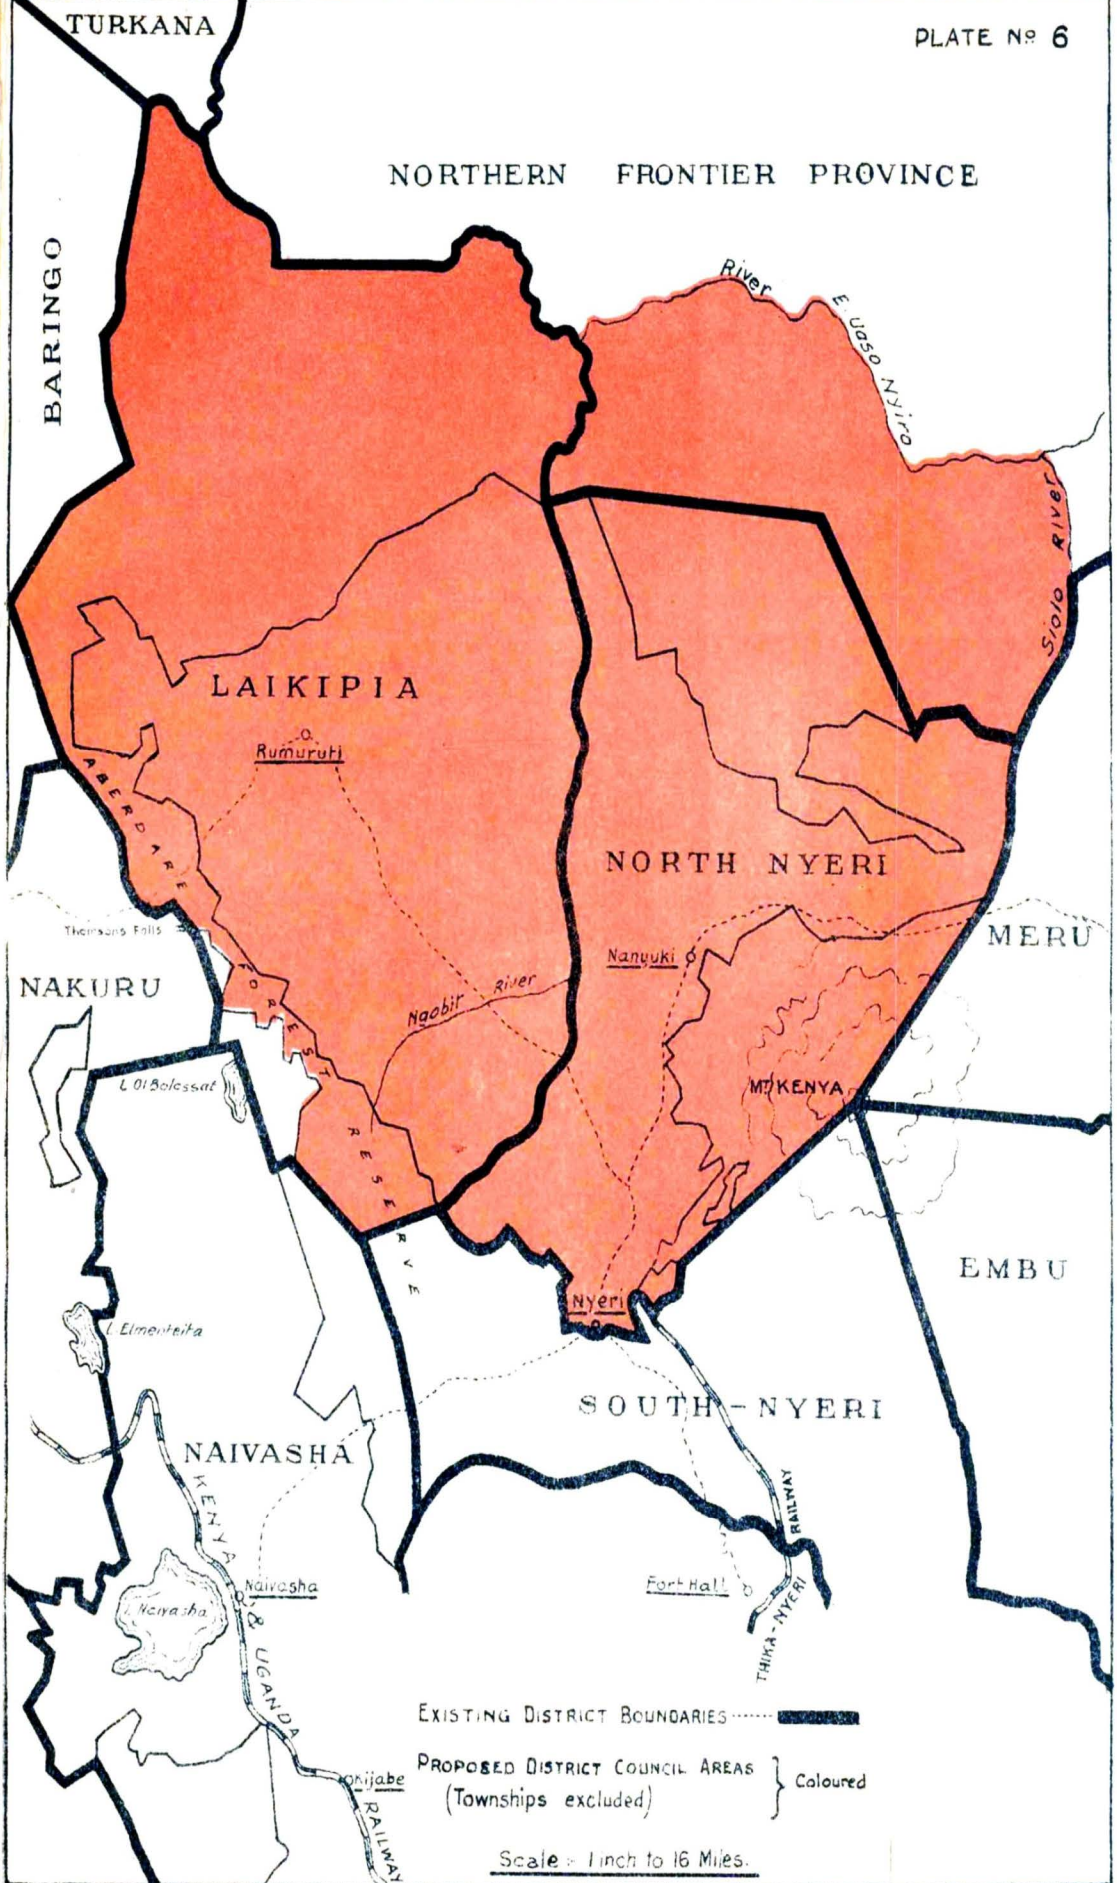 TURKANA
PLATE No 6
NORTHERN FRONTIER PROVINCE
BARINGO
River E. Uaso Nyiro
Siolo River
LAIKIPIA
Rumuruti
ABERDARE FOREST RESERVE
NORTH NYERI
Thomsons Falls
MERU
Nanyuki
NAKURU
Ngobit River
L. Ol Bolossat
MT KENYA
EMBU
Nyeri
L. Elmenteita
SOUTH-NYERI
NAIVASHA
KENYA & UGANDA RAILWAY
Naivasha
L. Naivasha
Fort Hall
THIKA-NYERI RAILWAY
Kijabe
EXISTING DISTRICT BOUNDARIES
PROPOSED DISTRICT COUNCIL AREAS
(Townships excluded)
} Coloured
Scale :- 1 inch to 16 Miles.